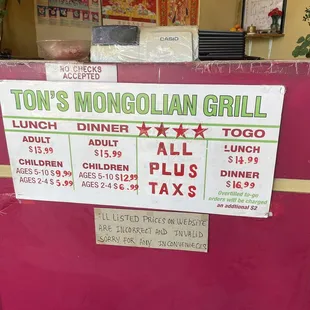 CASIO
NO CHECKS
ACCEPTED
TON'S MONGOLIAN GRILL
LUNCH
ADULT
$13.99
CHILDREN
AGES 5-10 $9.99
AGES 2-4 $5.99
DINNER
ADULT
$15.99
CHILDREN
AGES 5-10 $12.99
AGES 2-4 $6.99
ALL
PLUS
TAXS
TOGO
LUNCH
$14.99
DINNER
$16.99
Overfilled to-go
orders will be charged
an additional $2
ALL LISTED PRICES ON WEBSITE
ARE INCORRECT AND INVALID
SORRY FOR ANY INCONVENIENCES